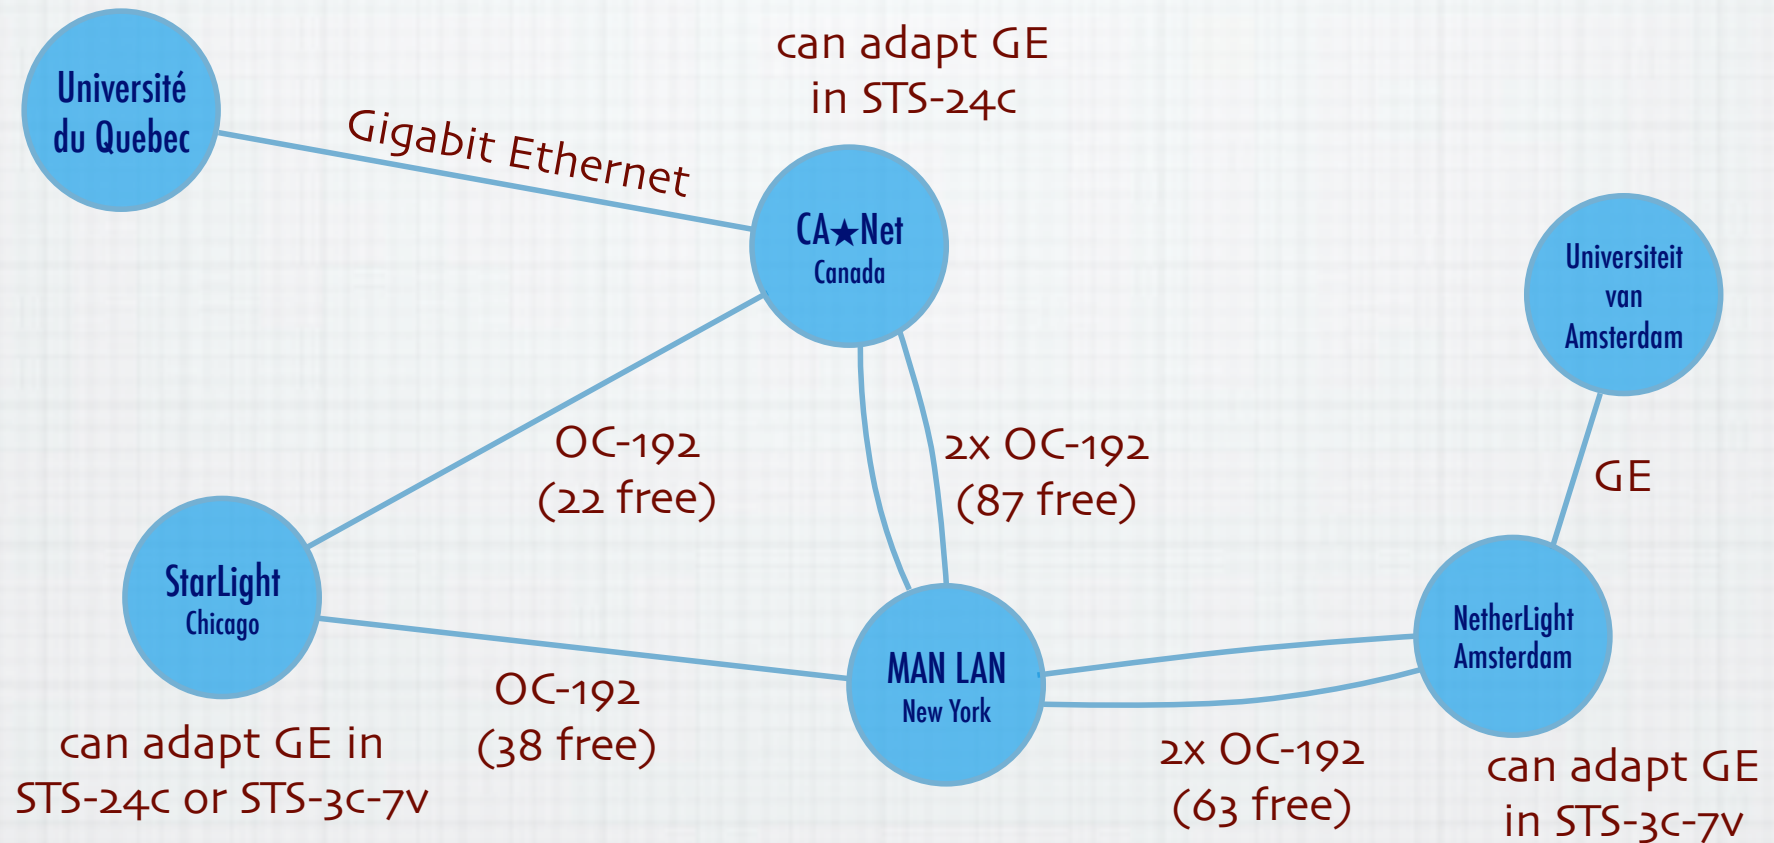 Université
du Quebec
Gigabit Ethernet
can adapt GE
in STS-24c
CA★Net
Canada
Universiteit
van
Amsterdam
OC-192
(22 free)
2x OC-192
(87 free)
GE
StarLight
Chicago
can adapt GE in
STS-24c or STS-3c-7v
OC-192
(38 free)
MAN LAN
New York
2x OC-192
(63 free)
NetherLight
Amsterdam
can adapt GE
in STS-3c-7v